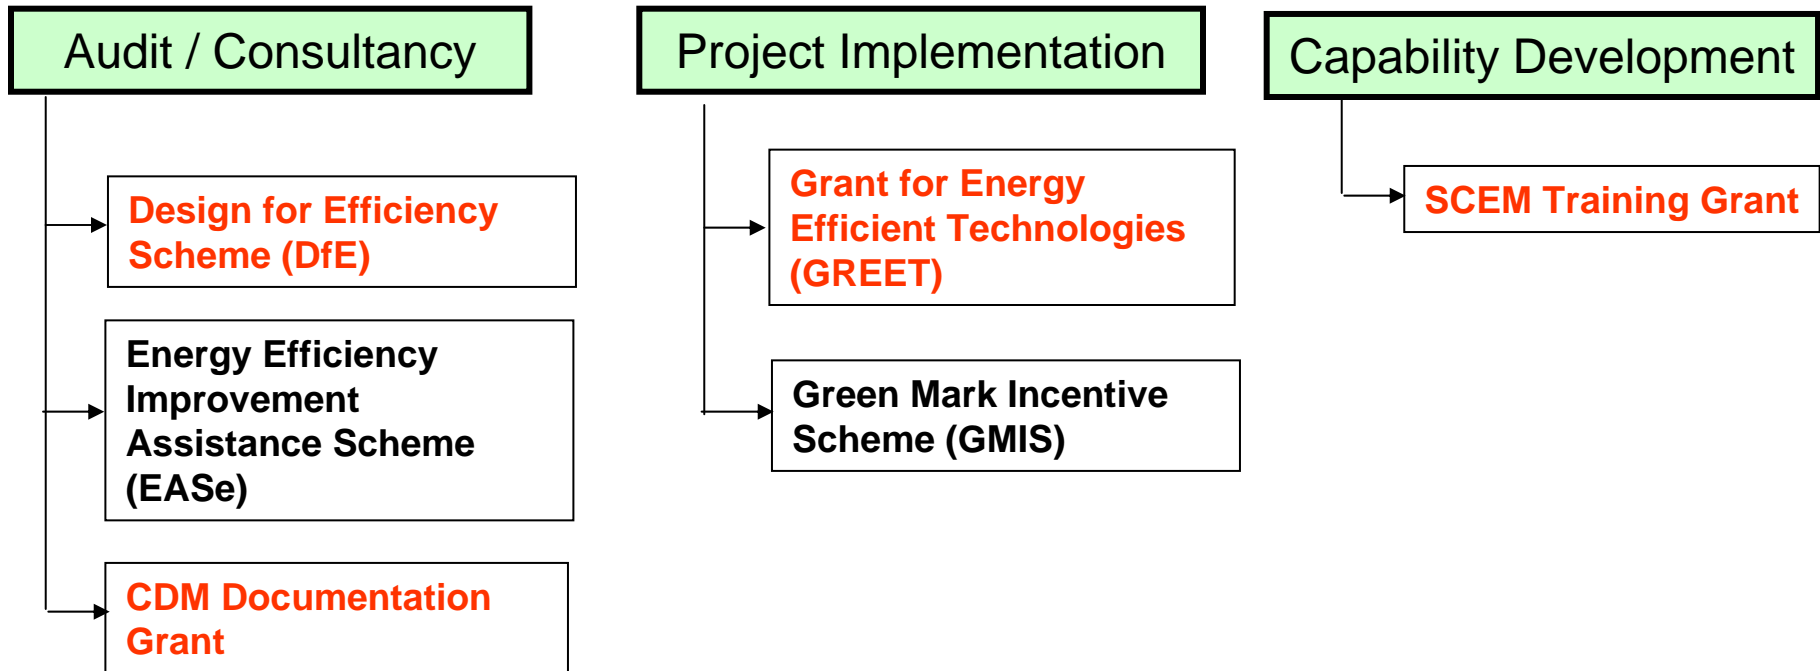 Audit / Consultancy
Design for Efficiency
Scheme (DfE)
Energy Efficiency
Improvement
Assistance Scheme
(EASe)
CDM Documentation
Grant
Project Implementation
Grant for Energy
Efficient Technologies
(GREET)
Green Mark Incentive
Scheme (GMIS)
Capability Development
SCEM Training Grant